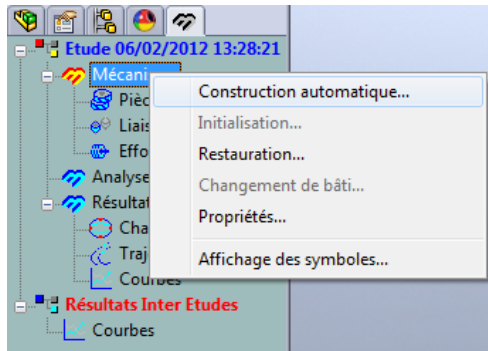 Etude 06/02/2012 13:28:21
Mécani
Construction automatique...
Pièc
Initialisation...
Liais
Restauration...
Effo
Changement de bâti...
Analyse
Propriétés...
Résultat
Cha
Affichage des symboles...
Traj
Courbes
Résultats Inter Etudes
Courbes